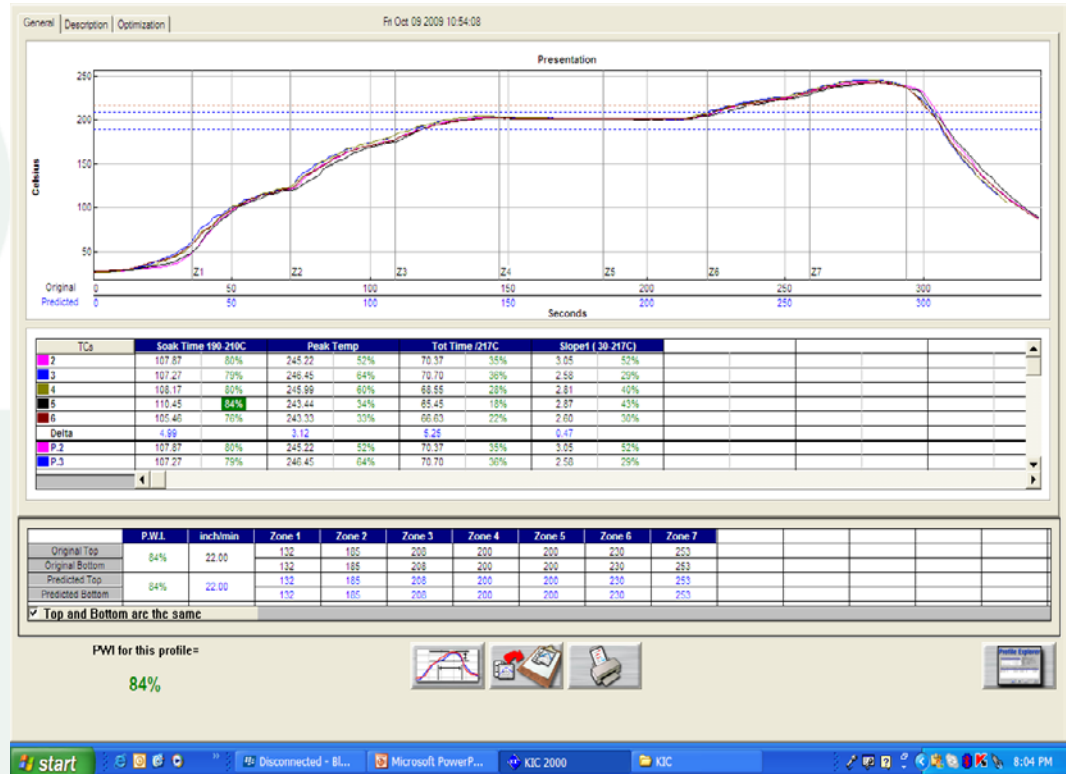 General Description Optimization Fri Oct 09 2009 10:54:08
Presentation
250
200
150
100
50
Celsius
Z1 Z2 Z3 Z4 Z5 Z6 Z7
Original 0 50 100 150 200 250 300
Predicted 0 50 100 150 200 250 300
Seconds
TCs Soak Time 190-210C Peak Temp Tot Time /217C Slope1 ( 30-217C)
2 107.87 80% 245.22 52% 70.37 35% 3.05 52%
3 107.27 79% 246.45 64% 70.70 36% 2.58 29%
4 108.17 80% 245.99 60% 68.55 28% 2.81 40%
5 110.45 84% 243.44 34% 65.45 18% 2.87 43%
6 105.46 76% 243.33 33% 66.63 22% 2.60 30%
Delta 4.99 3.12 5.25 0.47
P.2 107.87 80% 245.22 52% 70.37 35% 3.05 52%
P.3 107.27 79% 246.45 64% 70.70 36% 2.58 29%
P.W.I. inch/min Zone 1 Zone 2 Zone 3 Zone 4 Zone 5 Zone 6 Zone 7
Original Top 84% 22.00 132 185 208 200 200 230 253
Original Bottom 132 185 208 200 200 230 253
Predicted Top 84% 22.00 132 185 208 200 200 230 253
Predicted Bottom 132 185 208 200 200 230 253
Top and Bottom are the same
PWI for this profile=
84%
Profile Explorer
start Disconnected - Bl... Microsoft PowerP... KIC 2000 KIC 8:04 PM